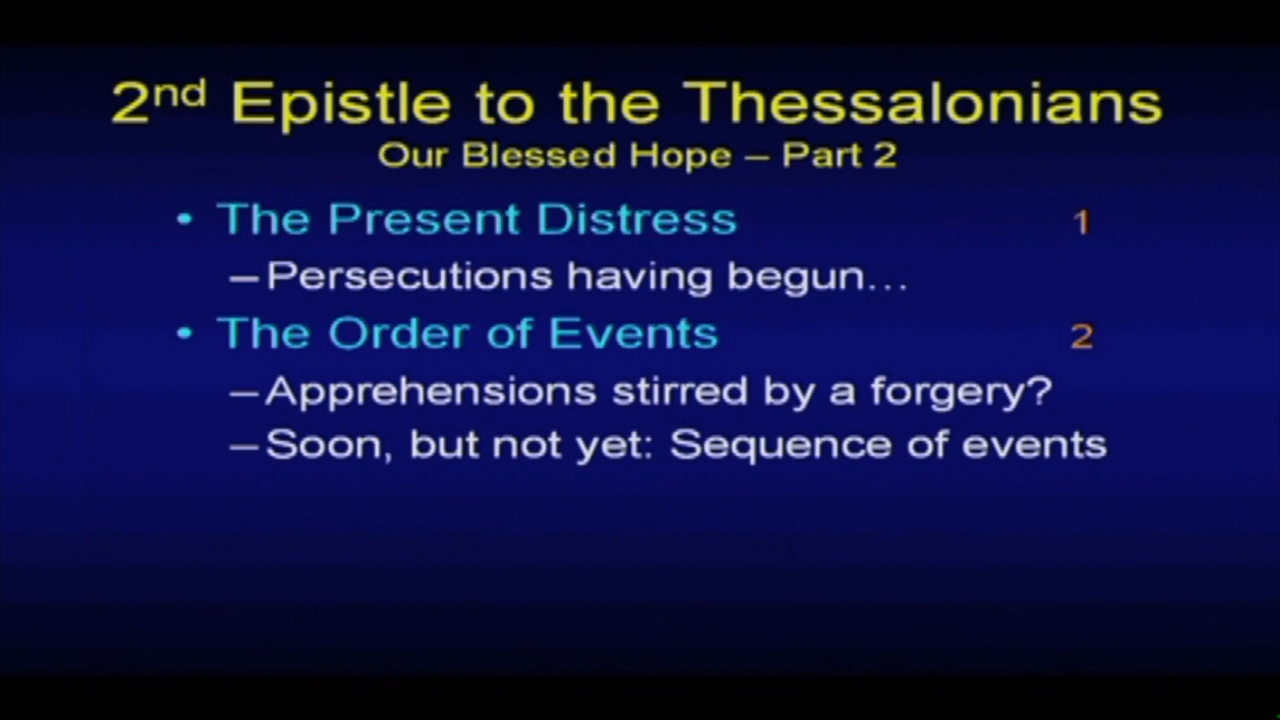 2nd Epistle to the Thessalonians
Our Blessed Hope – Part 2
• The Present Distress 1
– Persecutions having begun…
• The Order of Events 2
– Apprehensions stirred by a forgery?
– Soon, but not yet: Sequence of events